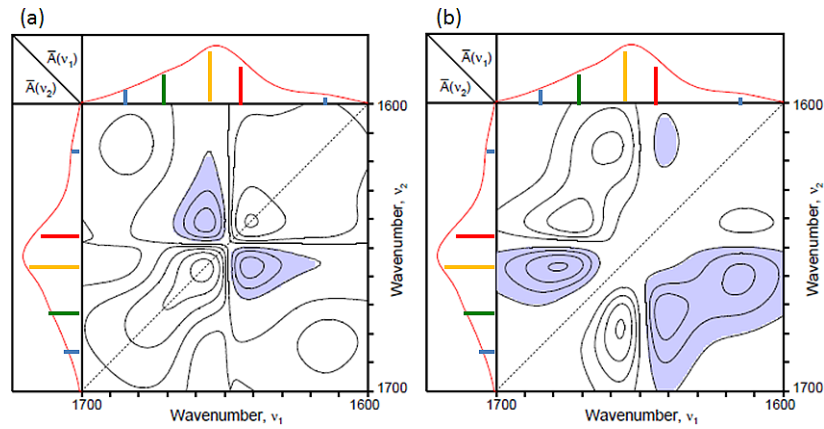 (a)
(b)
A̅(ν₁)
A̅(ν₂)
A̅(ν₁)
A̅(ν₂)
1600
1600
Wavenumber, ν₂
Wavenumber, ν₂
1700
1700
1700
1600
1700
1600
Wavenumber, ν₁
Wavenumber, ν₁